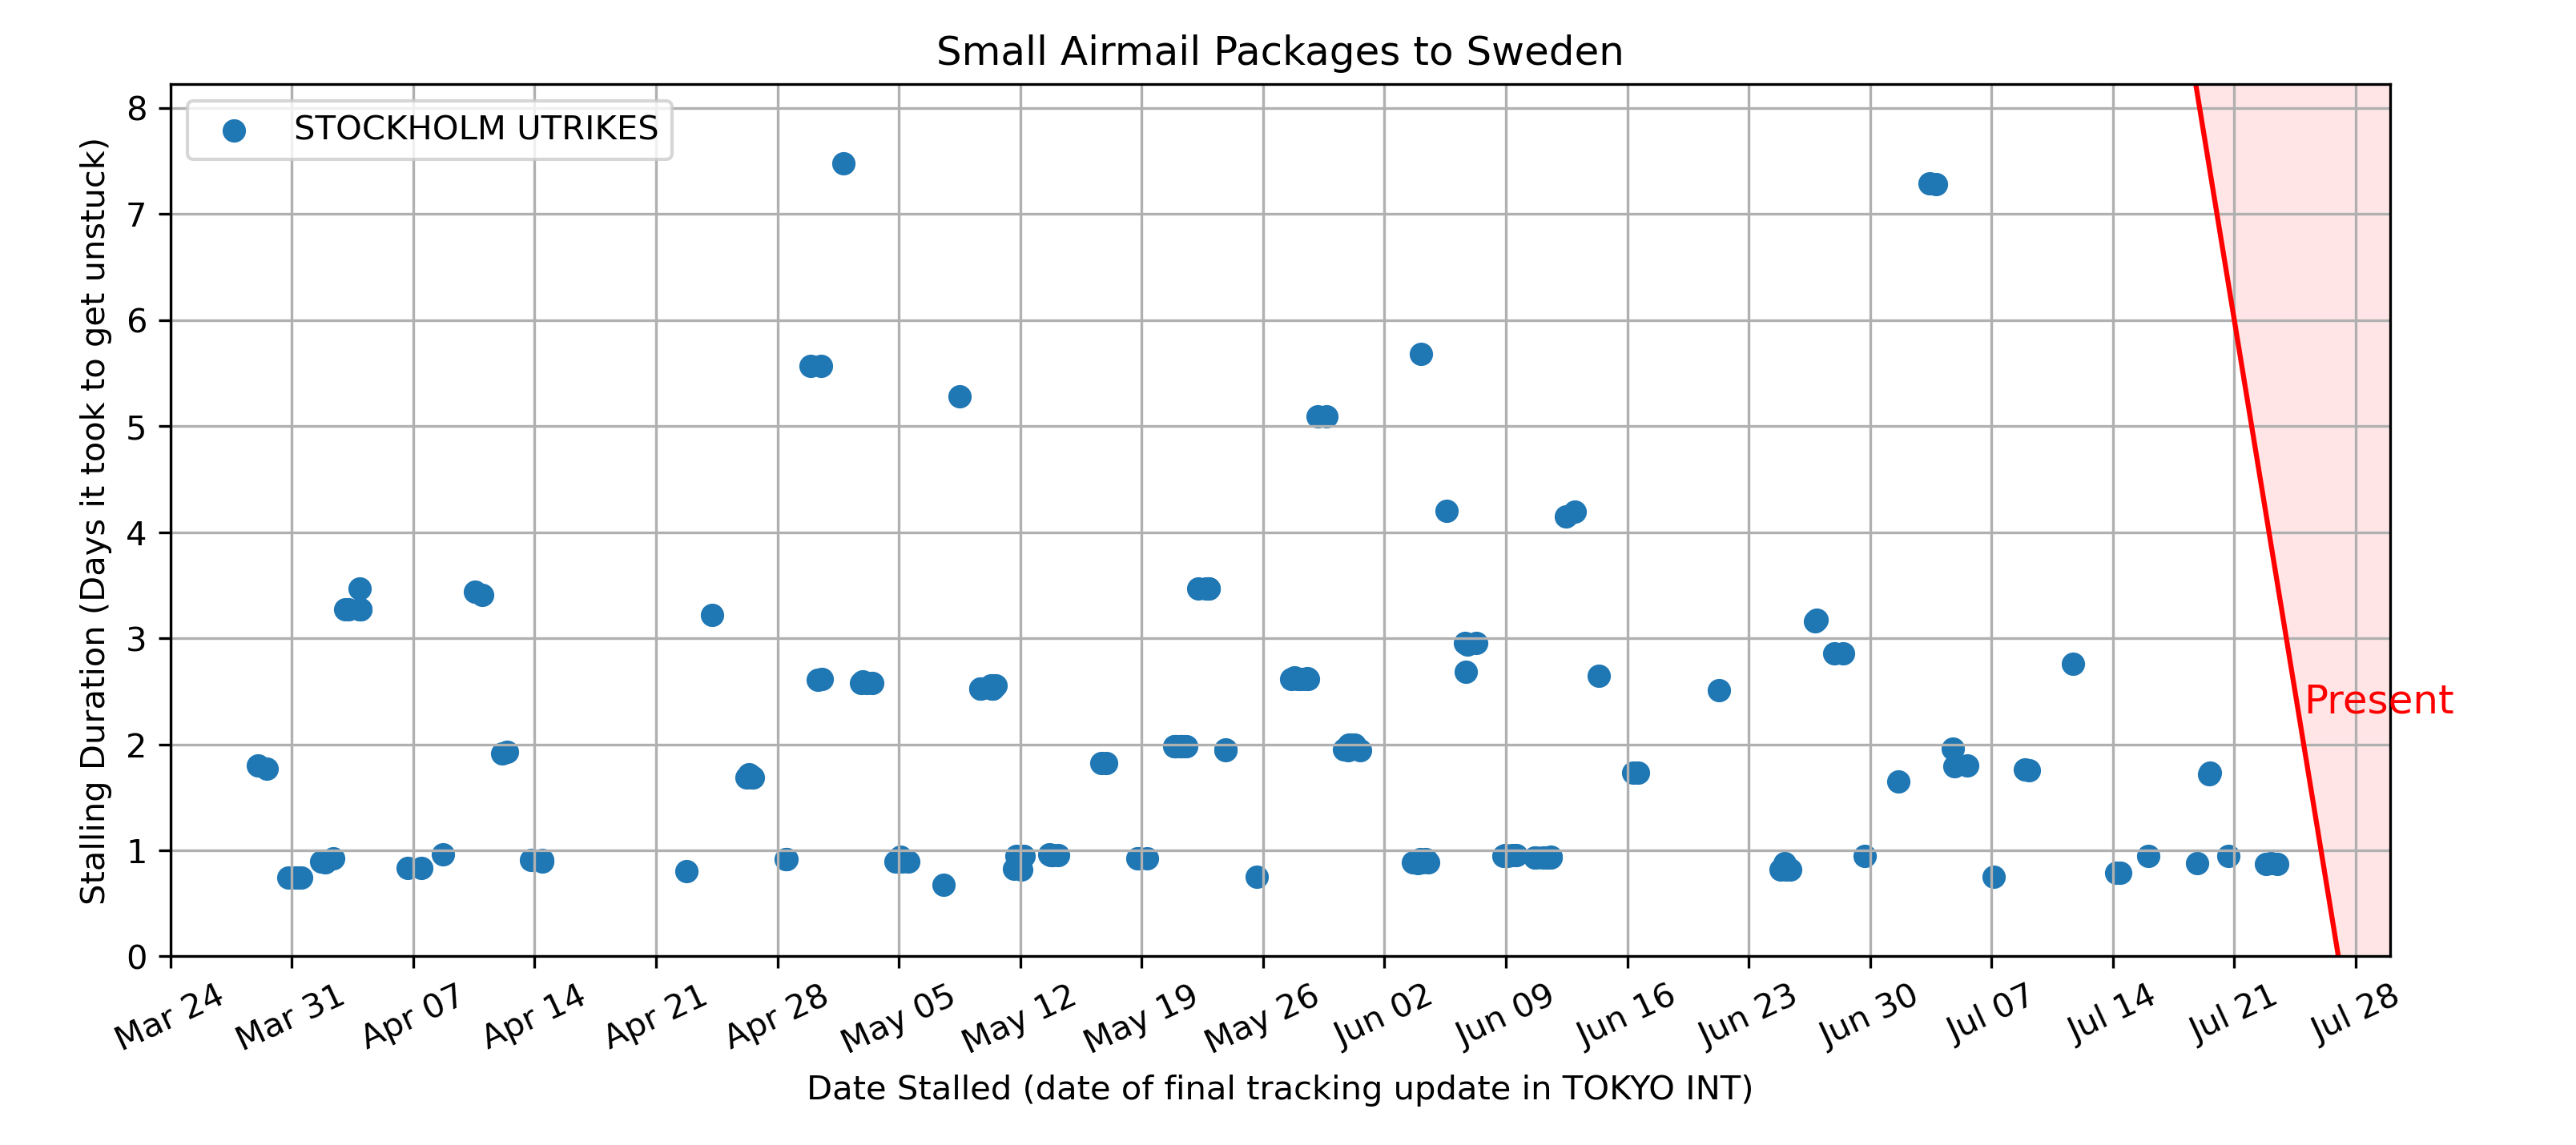 Small Airmail Packages to Sweden
STOCKHOLM UTRIKES
Stalling Duration (Days it took to get unstuck)
8
7
6
5
4
3
2
1
0
Present
Mar 24
Mar 31
Apr 07
Apr 14
Apr 21
Apr 28
May 05
May 12
May 19
May 26
Jun 02
Jun 09
Jun 16
Jun 23
Jun 30
Jul 07
Jul 14
Jul 21
Jul 28
Date Stalled (date of final tracking update in TOKYO INT)